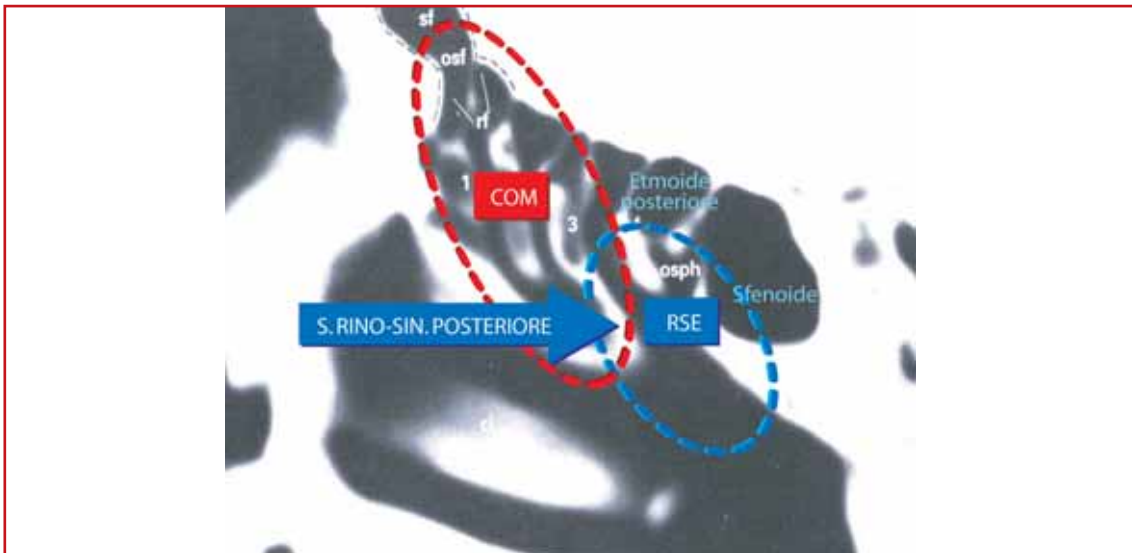 sf
osf
rf
1
COM
3
Etmoide
posteriore
osph
Sfenoide
S. RINO-SIN. POSTERIORE
RSE